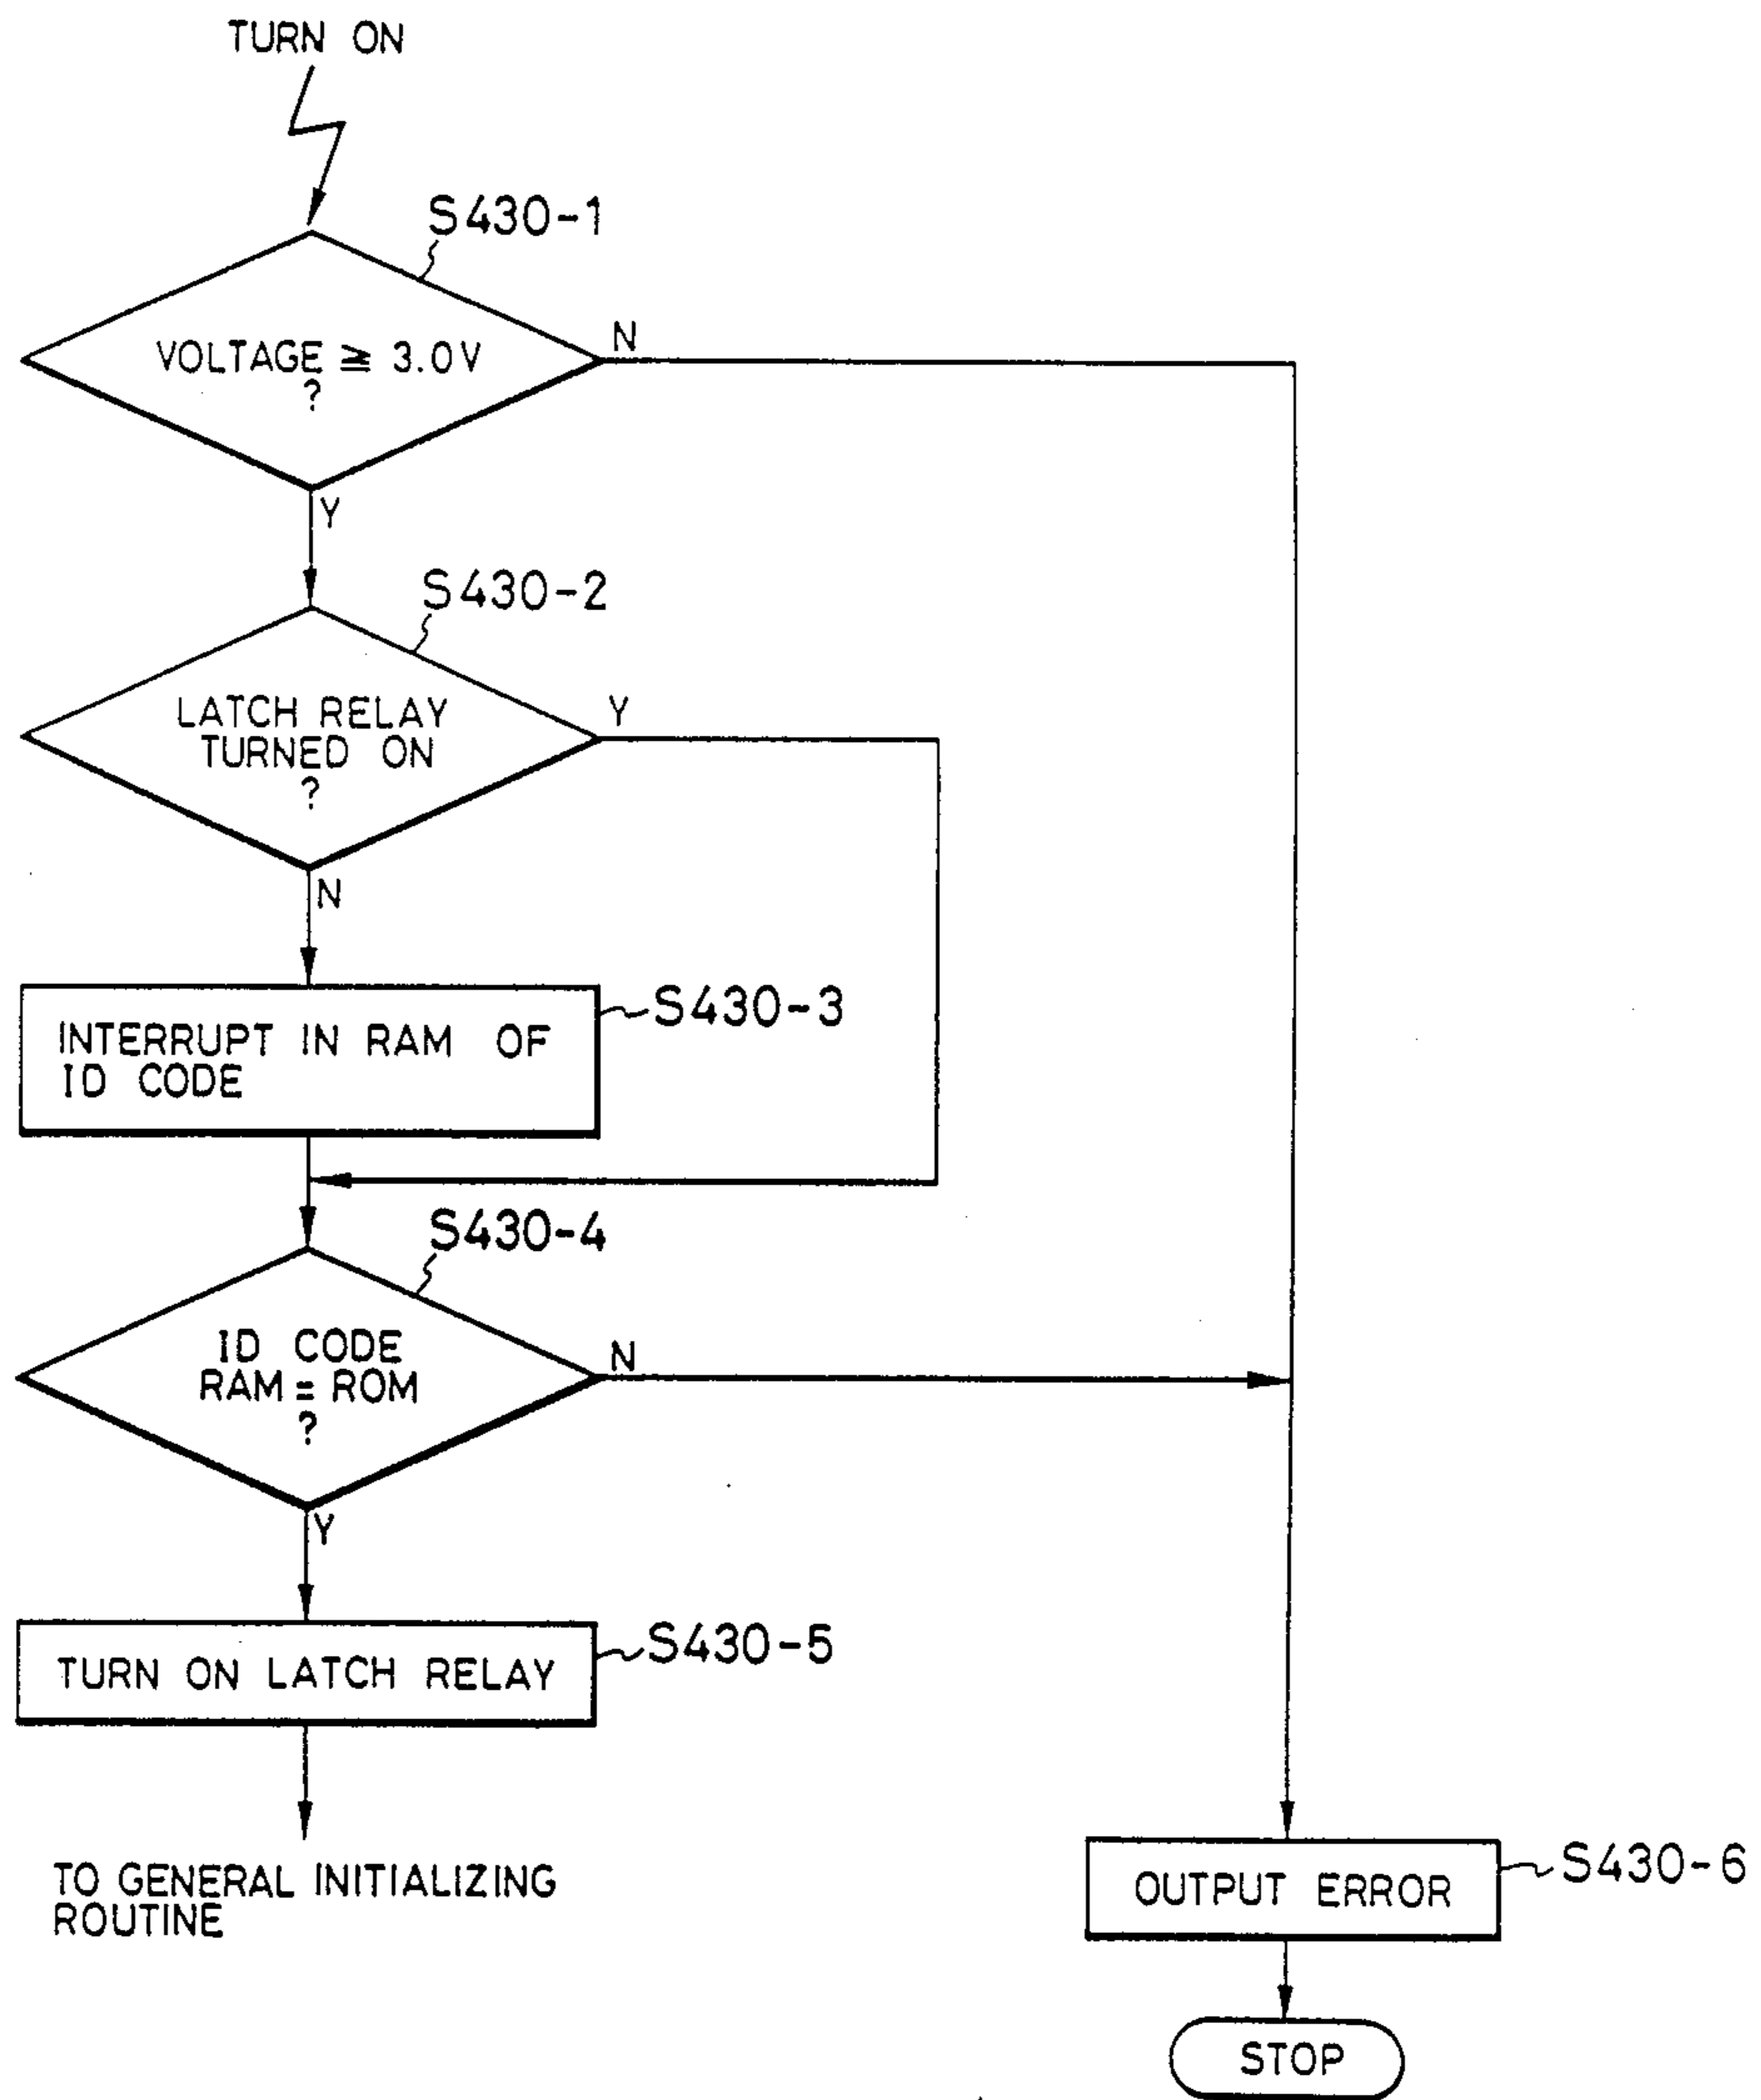 TURN ON
S430-1
VOLTAGE ≧ 3.0V
?
N
Y
S430-2
LATCH RELAY
TURNED ON
?
Y
N
S430-3
INTERRUPT IN RAM OF
ID CODE
S430-4
ID CODE
RAM = ROM
?
N
Y
S430-5
TURN ON LATCH RELAY
TO GENERAL INITIALIZING
ROUTINE
S430-6
OUTPUT ERROR
STOP